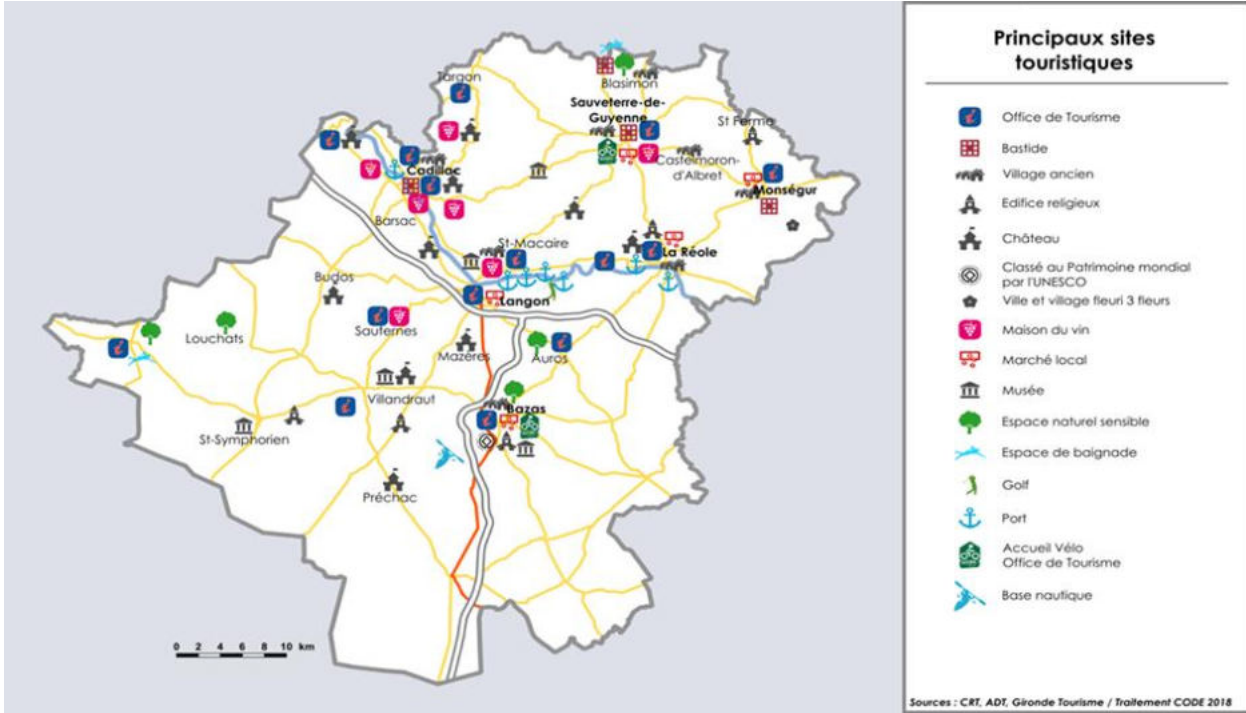 Targon
Blasimon
Sauveterre-de-
Guyenne
St Ferme
Castelmoron-
d'Albret
Cadillac
Monségur
Barsac
St-Macaire
La Réole
Budos
Langon
Louchats
Sauternes
Mazères
Auros
Villandraut
Bazas
St-Symphorien
Préchac
0 2 4 6 8 10 km
Principaux sites
touristiques
Office de Tourisme
Bastide
Village ancien
Edifice religieux
Château
Classé au Patrimoine mondial
par l'UNESCO
Ville et village fleuri 3 fleurs
Maison du vin
Marché local
Musée
Espace naturel sensible
Espace de baignade
Golf
Port
Accueil Vélo
Office de Tourisme
Base nautique
Sources : CRT, ADT, Gironde Tourisme / Traitement CODE 2018